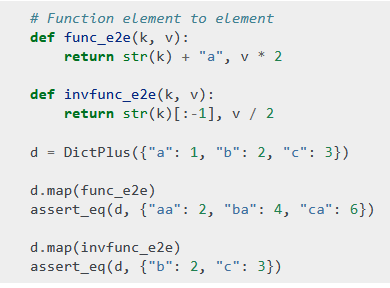 # Function element to element
def func_e2e(k, v):
    return str(k) + "a", v * 2

def invfunc_e2e(k, v):
    return str(k)[:-1], v / 2

d = DictPlus({"a": 1, "b": 2, "c": 3})

d.map(func_e2e)
assert_eq(d, {"aa": 2, "ba": 4, "ca": 6})

d.map(invfunc_e2e)
assert_eq(d, {"b": 2, "c": 3})